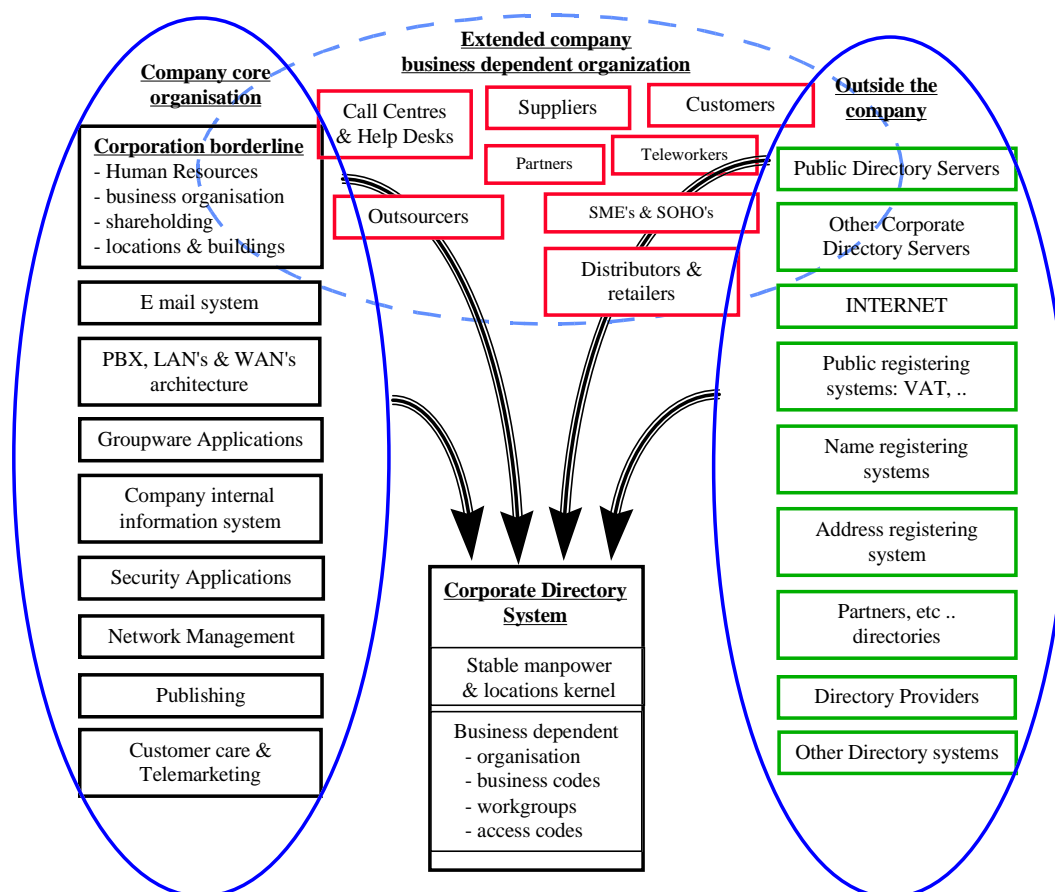 Extended company
business dependent organization
Company core
organisation
Corporation borderline
- Human Resources
- business organisation
- shareholding
- locations & buildings
E mail system
PBX, LAN's & WAN's
architecture
Groupware Applications
Company internal
information system
Security Applications
Network Management
Publishing
Customer care &
Telemarketing
Call Centres
& Help Desks
Suppliers
Customers
Partners
Teleworkers
Outsourcers
SME's & SOHO's
Distributors &
retailers
Corporate Directory
System
Stable manpower
& locations kernel
Business dependent
- organisation
- business codes
- workgroups
- access codes
Outside the
company
Public Directory Servers
Other Corporate
Directory Servers
INTERNET
Public registering
systems: VAT, ..
Name registering
systems
Address registering
system
Partners, etc ..
directories
Directory Providers
Other Directory systems